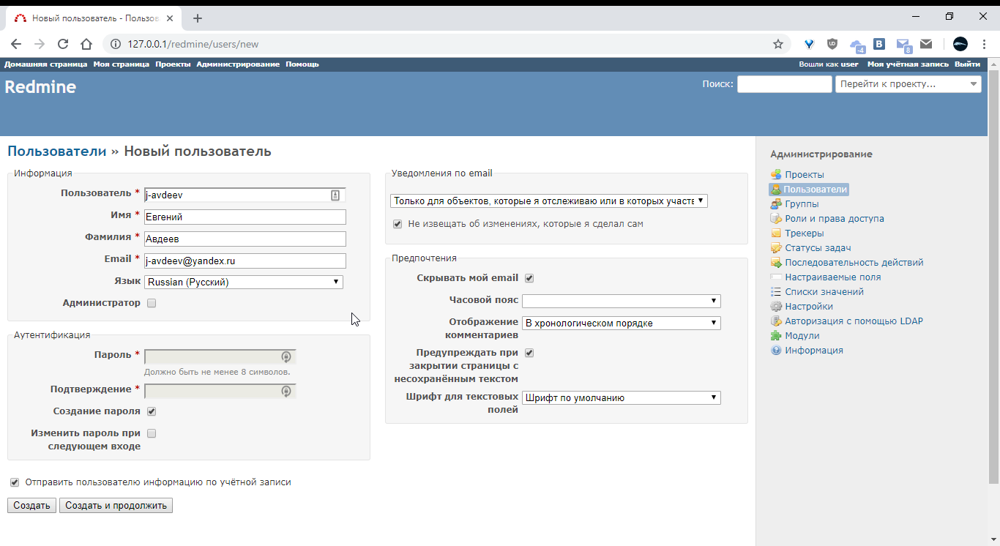 Новый пользователь - Пользов
127.0.0.1/redmine/users/new
-4
B
8
Домашняя страница Моя страница Проекты Администрирование Помощь
Вошли как user Моя учётная запись Выйти
Redmine
Поиск:
Перейти к проекту...
Пользователи » Новый пользователь
Информация
Пользователь * j-avdeev
Имя * Евгений
Фамилия * Авдеев
Email * j-avdeev@yandex.ru
Язык Russian (Русский)
Администратор
Аутентификация
Пароль *
Должно быть не менее 8 символов.
Подтверждение *
Создание пароля
Изменить пароль при
следующем входе
Отправить пользователю информацию по учётной записи
Создать Создать и продолжить
Уведомления по email
Только для объектов, которые я отслеживаю или в которых участв
Не извещать об изменениях, которые я сделал сам
Предпочтения
Скрывать мой email
Часовой пояс
Отображение
комментариев
В хронологическом порядке
Предупреждать при
закрытии страницы с
несохранённым текстом
Шрифт для текстовых
полей
Шрифт по умолчанию
Администрирование
Проекты
Пользователи
Группы
Роли и права доступа
Трекеры
Статусы задач
Последовательность действий
Настраиваемые поля
Списки значений
Настройки
Авторизация с помощью LDAP
Модули
Информация